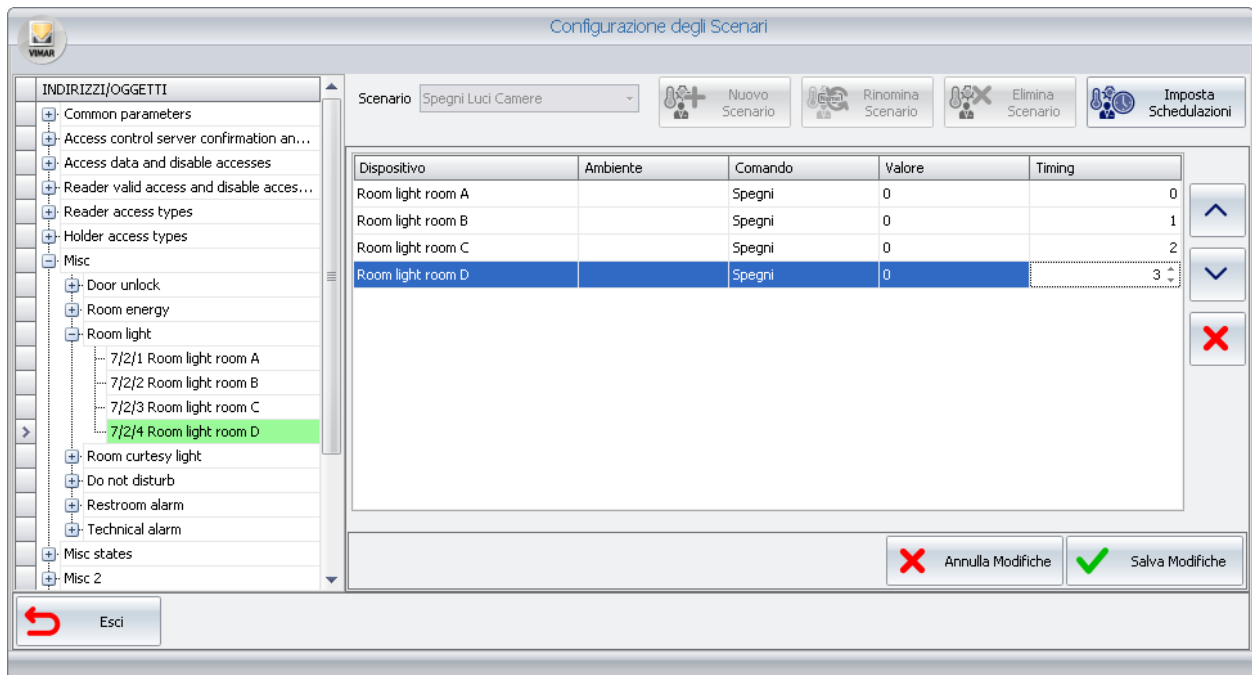 Configurazione degli Scenari
VIMAR
INDIRIZZI/OGGETTI
Common parameters
Access control server confirmation an...
Access data and disable accesses
Reader valid access and disable acces...
Reader access types
Holder access types
Misc
Door unlock
Room energy
Room light
7/2/1 Room light room A
7/2/2 Room light room B
7/2/3 Room light room C
7/2/4 Room light room D
Room curtesy light
Do not disturb
Restroom alarm
Technical alarm
Misc states
Misc 2
Scenario Spegni Luci Camere
Nuovo
Scenario
Rinomina
Scenario
Elimina
Scenario
Imposta
Schedulazioni
Dispositivo Ambiente Comando Valore Timing
Room light room A Spegni 0 0
Room light room B Spegni 0 1
Room light room C Spegni 0 2
Room light room D Spegni 0 3
Annulla Modifiche
Salva Modifiche
Esci